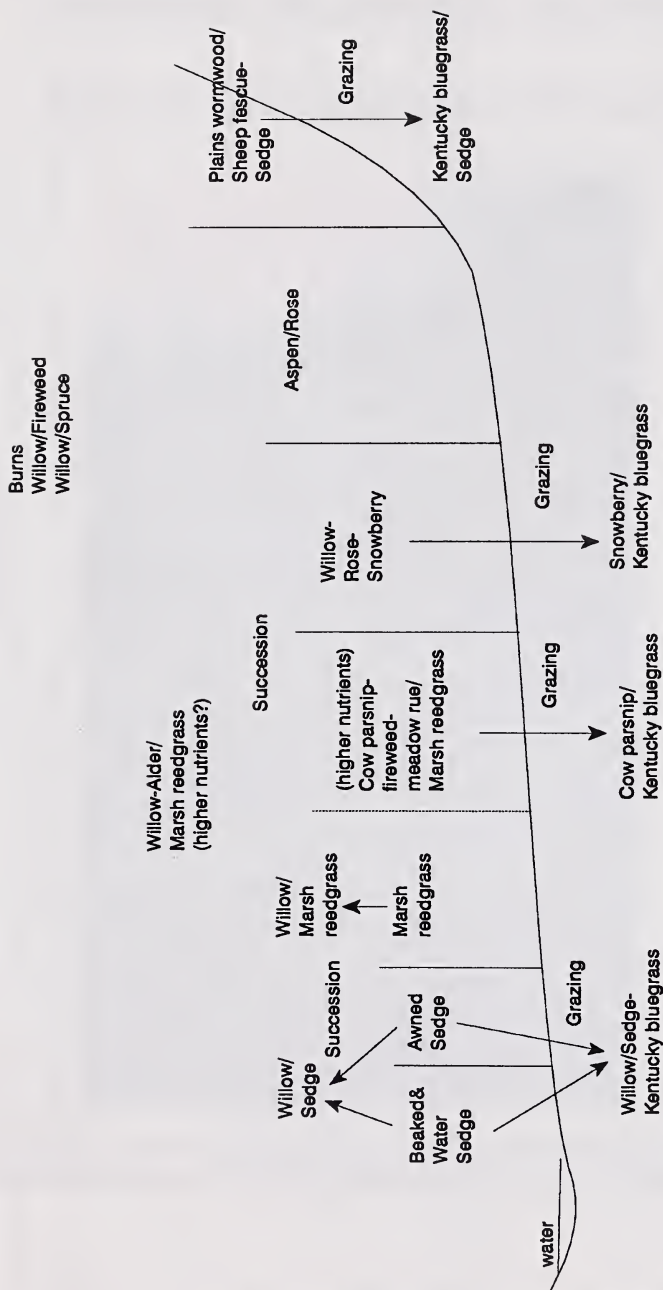 Burns
Willow/Fireweed
Willow/Spruce
Willow-Alder/
Marsh reedgrass
(higher nutrients?)
Succession
Plains wormwood/
Sheep fescue-
Sedge
Grazing
Kentucky bluegrass/
Sedge
Aspen/Rose
Willow-
Rose-
Snowberry
Grazing
Snowberry/
Kentucky bluegrass
(higher nutrients)
Cow parsnip-
fireweed-
meadow rue/
Marsh reedgrass
Grazing
Cow parsnip/
Kentucky bluegrass
Willow/
Marsh
reedgrass
Marsh
reedgrass
Willow/
Sedge
Succession
Awned
Sedge
Beaked&
Water
Sedge
Grazing
Willow/Sedge-
Kentucky bluegrass
water